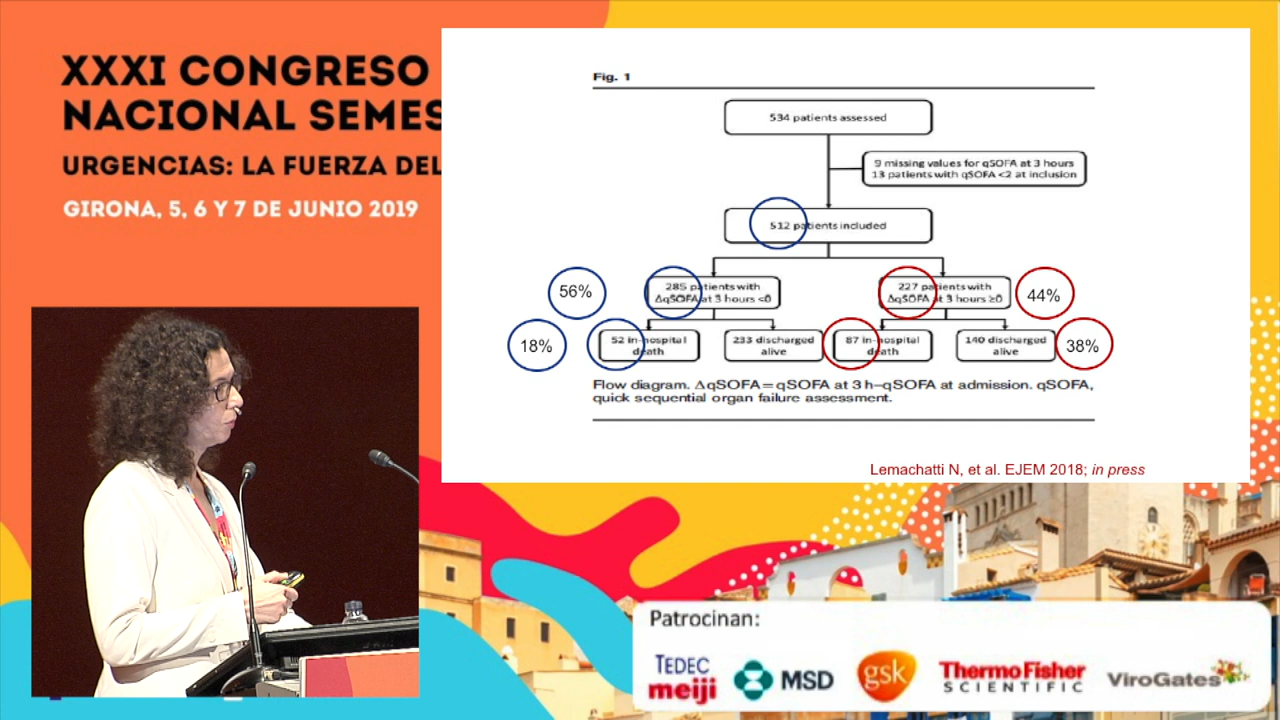 XXXI CONGRESO
NACIONAL SEMES
URGENCIAS: LA FUERZA DEL
GIRONA, 5, 6 Y 7 DE JUNIO 2019
Fig. 1
534 patients assessed
9 missing values for qSOFA at 3 hours
13 patients with qSOFA <2 at inclusion
512 patients included
56%
285 patients with
ΔqSOFA at 3 hours <0
227 patients with
ΔqSOFA at 3 hours ≥0
44%
18%
52 in-hospital
death
233 discharged
alive
87 in-hospital
death
140 discharged
alive
38%
Flow diagram. ΔqSOFA=qSOFA at 3 h–qSOFA at admission. qSOFA,
quick sequential organ failure assessment.
Lemachatti N, et al. EJEM 2018; in press
Patrocinan:
TEDEC
meiji
MSD
gsk
ThermoFisher
SCIENTIFIC
ViroGates